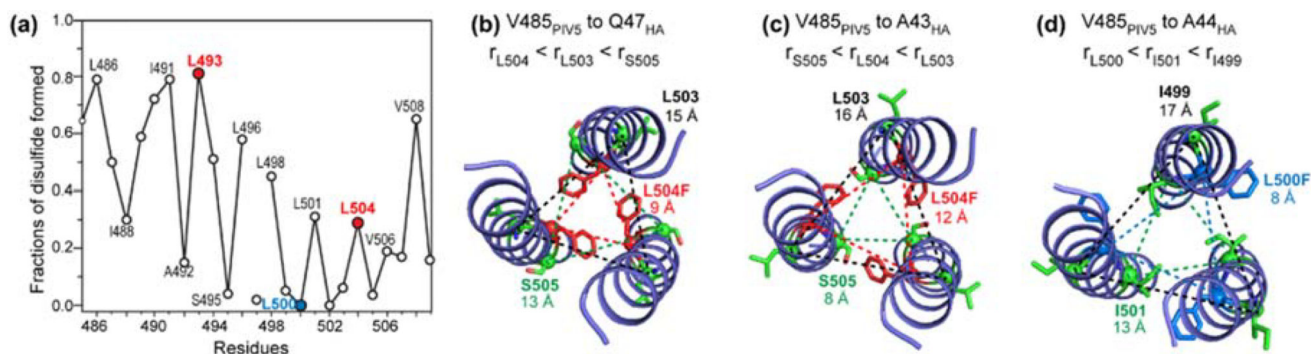 (a)
Fractions of disulfide formed
1.0
0.8
0.6
0.4
0.2
0.0
L486
I488
I491
A492
L493
S495
L496
L498
L500
L501
L504
V506
V508
486
490
493
498
502
506
Residues
(b)
V485PIV5 to Q47HA
rL504 < rL503 < rS505
L503
15 Å
L504F
9 Å
S505
13 Å
(c)
V485PIV5 to A43HA
rS505 < rL504 < rL503
L503
16 Å
L504F
12 Å
S505
8 Å
(d)
V485PIV5 to A44HA
rL500 < rI501 < rI499
I499
17 Å
L500F
8 Å
I501
13 Å